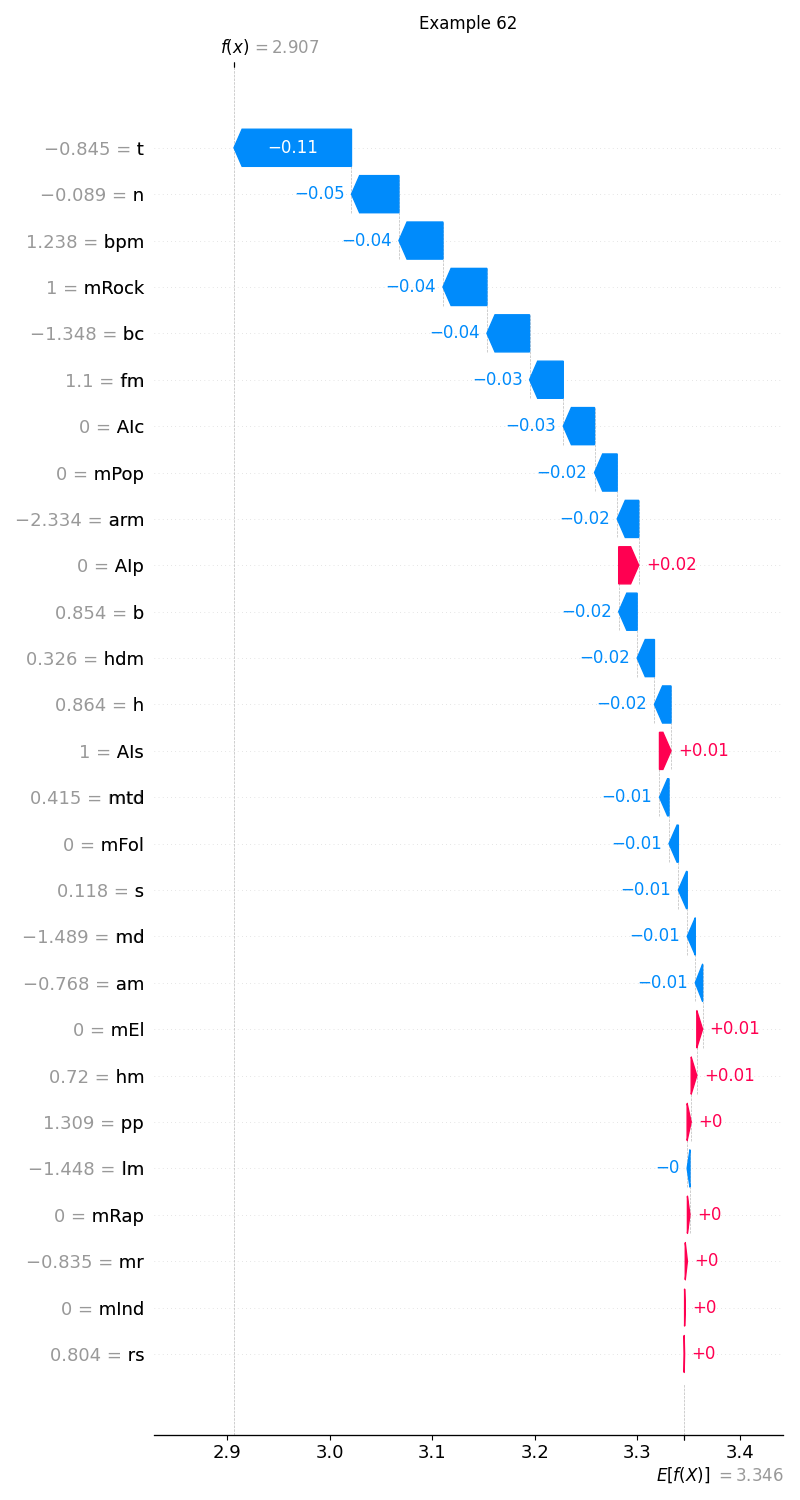 Example 62
f(x) = 2.907
−0.845 = t
−0.11
−0.089 = n
−0.05
1.238 = bpm
−0.04
1 = mRock
−0.04
−1.348 = bc
−0.04
1.1 = fm
−0.03
0 = AIc
−0.03
0 = mPop
−0.02
−2.334 = arm
−0.02
0 = AIp
+0.02
0.854 = b
−0.02
0.326 = hdm
−0.02
0.864 = h
−0.02
1 = AIs
+0.01
0.415 = mtd
−0.01
0 = mFol
−0.01
0.118 = s
−0.01
−1.489 = md
−0.01
−0.768 = am
−0.01
0 = mEl
+0.01
0.72 = hm
+0.01
1.309 = pp
+0
−1.448 = lm
−0
0 = mRap
+0
−0.835 = mr
+0
0 = mInd
+0
0.804 = rs
+0
2.9 3.0 3.1 3.2 3.3 3.4
E[f(X)] = 3.346